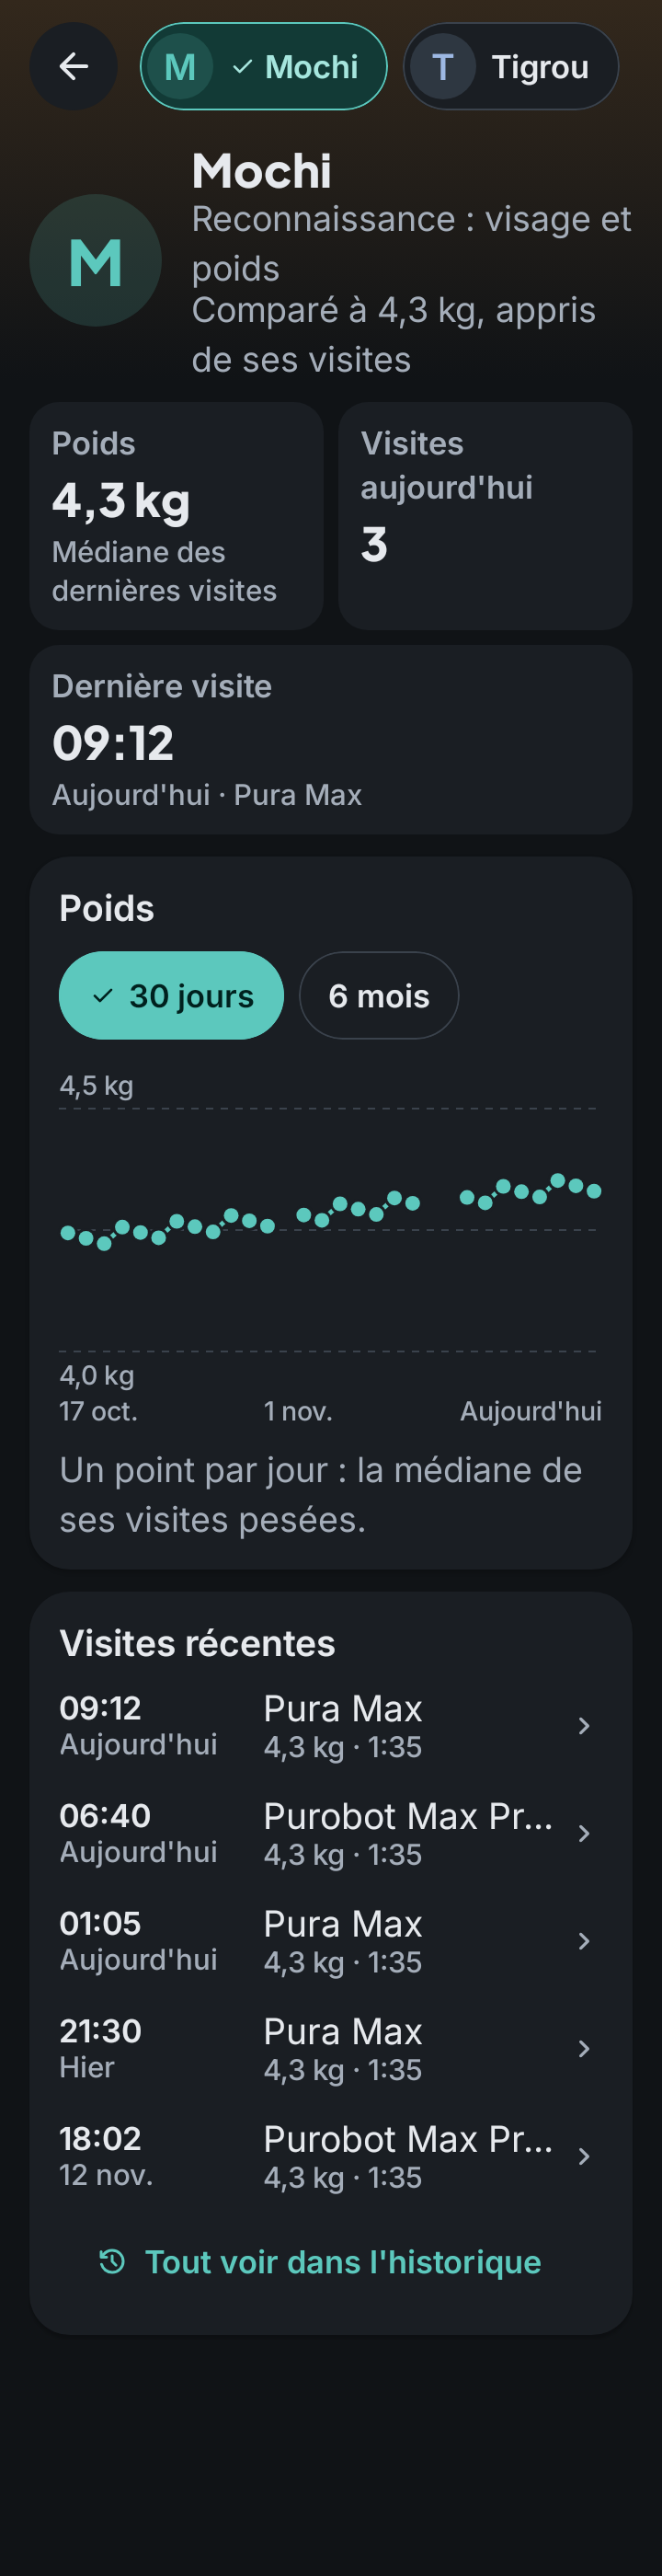 M Mochi
T Tigrou
M
Mochi
Reconnaissance : visage et
poids
Comparé à 4,3 kg, appris
de ses visites
Poids
4,3 kg
Médiane des
dernières visites
Visites
aujourd'hui
3
Dernière visite
09:12
Aujourd'hui · Pura Max
Poids
30 jours
6 mois
4,5 kg
4,0 kg
17 oct.
1 nov.
Aujourd'hui
Un point par jour : la médiane de
ses visites pesées.
Visites récentes
09:12
Aujourd'hui
Pura Max
4,3 kg · 1:35
06:40
Aujourd'hui
Purobot Max Pr...
4,3 kg · 1:35
01:05
Aujourd'hui
Pura Max
4,3 kg · 1:35
21:30
Hier
Pura Max
4,3 kg · 1:35
18:02
12 nov.
Purobot Max Pr...
4,3 kg · 1:35
Tout voir dans l'historique